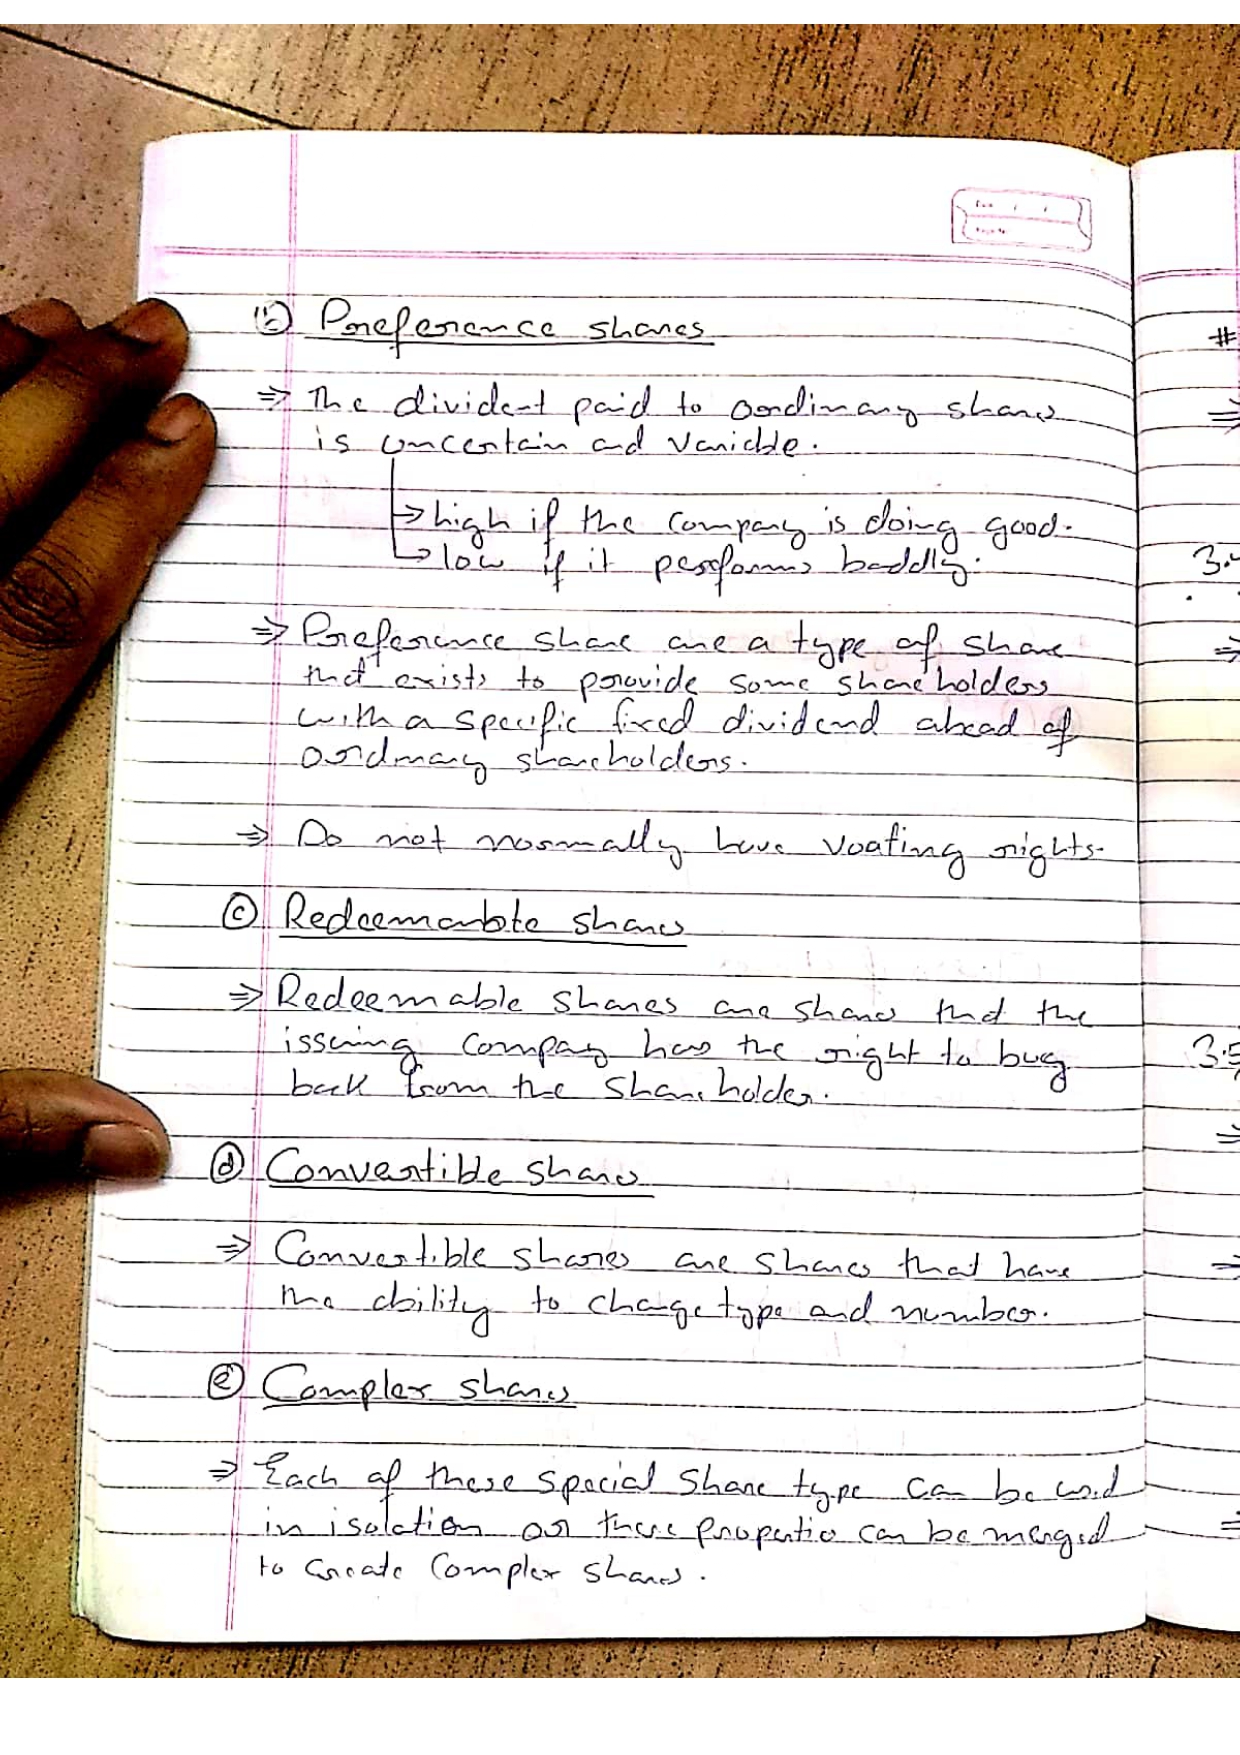 (b) Preference shares
⇒ The divident paid to ordinary shares
is uncertain and variable.
→ high if the company is doing good.
→ low if it performs baddly.
⇒ Preference share are a type of share
that exists to provide some shareholders
with a specific fixed dividend ahead of
ordinary shareholders.
⇒ Do not normally have voating rights.
(c) Redeemanble shares
⇒ Redeemable shares are shares that the
issuing company has the right to buy
back from the shareholder.
(d) Convertible shares
⇒ Convertible shares are shares that have
the ability to change type and number.
(e) Complex shares
⇒ Each of these special share type can be used
in isolation or these propertie can be merged
to create Complex shares.
#
⇒
⇒
3.5
⇒
⇒
⇒